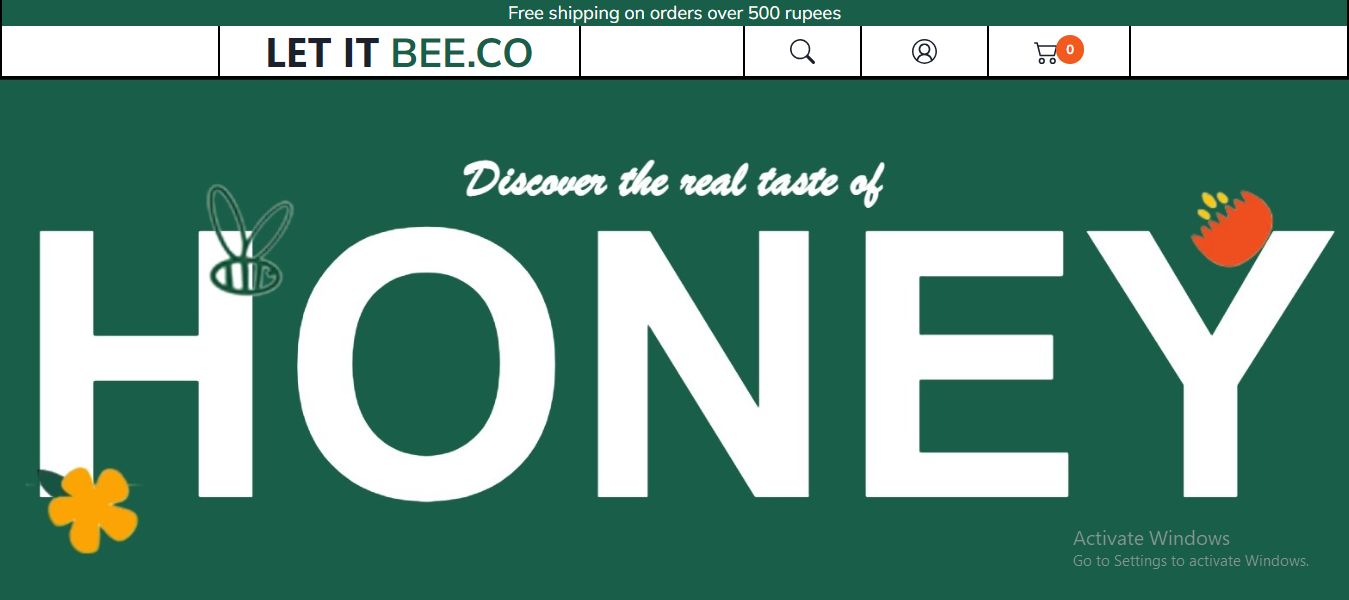 Free shipping on orders over 500 rupees
LET IT BEE.CO
0
Discover the real taste of
HONEY
Activate Windows
Go to Settings to activate Windows.